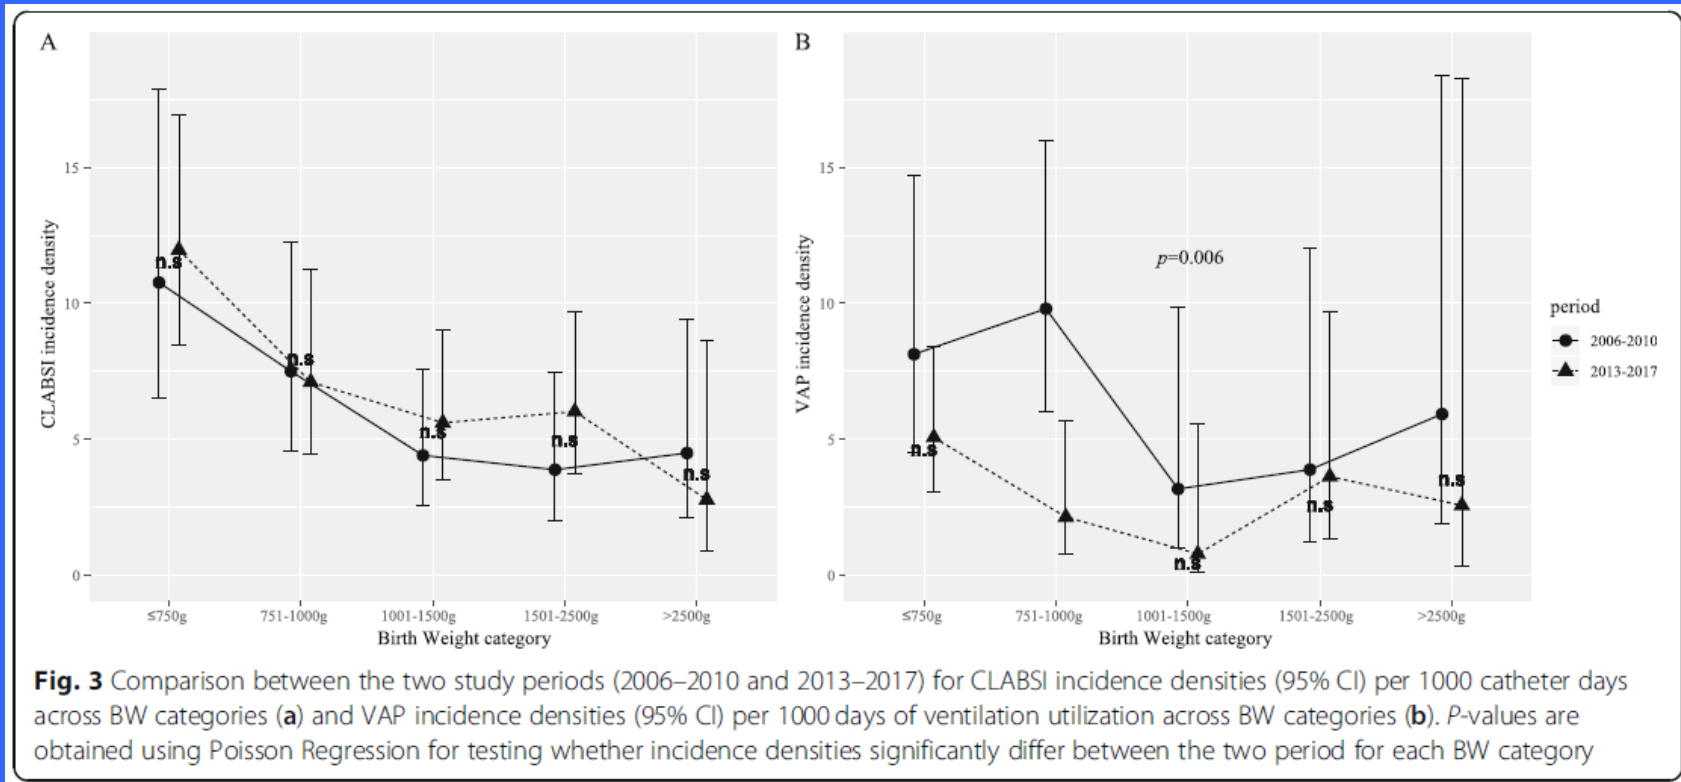 A
CLABSI incidence density
15
10
5
0
n.s
n.s
n.s
n.s
n.s
≤750g 751-1000g 1001-1500g 1501-2500g >2500g
Birth Weight category
B
VAP incidence density
15
10
5
0
p=0.006
n.s
n.s
n.s
n.s
≤750g 751-1000g 1001-1500g 1501-2500g >2500g
Birth Weight category
period
2006-2010
2013-2017
Fig. 3 Comparison between the two study periods (2006–2010 and 2013–2017) for CLABSI incidence densities (95% CI) per 1000 catheter days
across BW categories (a) and VAP incidence densities (95% CI) per 1000 days of ventilation utilization across BW categories (b). P-values are
obtained using Poisson Regression for testing whether incidence densities significantly differ between the two period for each BW category